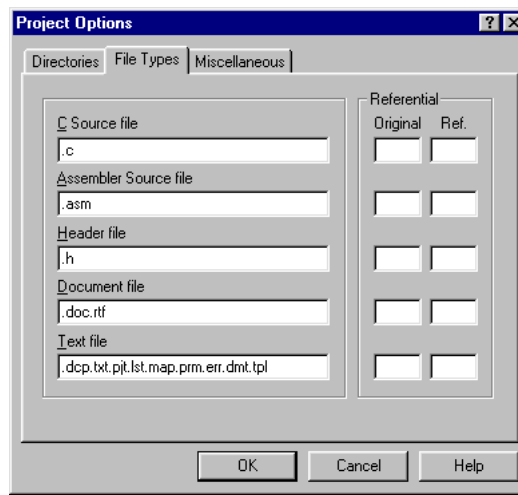 Project Options
Directories File Types Miscellaneous
Referential
C Source file Original Ref.
.c
Assembler Source file
.asm
Header file
.h
Document file
.doc.rtf
Text file
.dcp.txt.pjt.lst.map.prm.err.dmt.tpl
OK Cancel Help